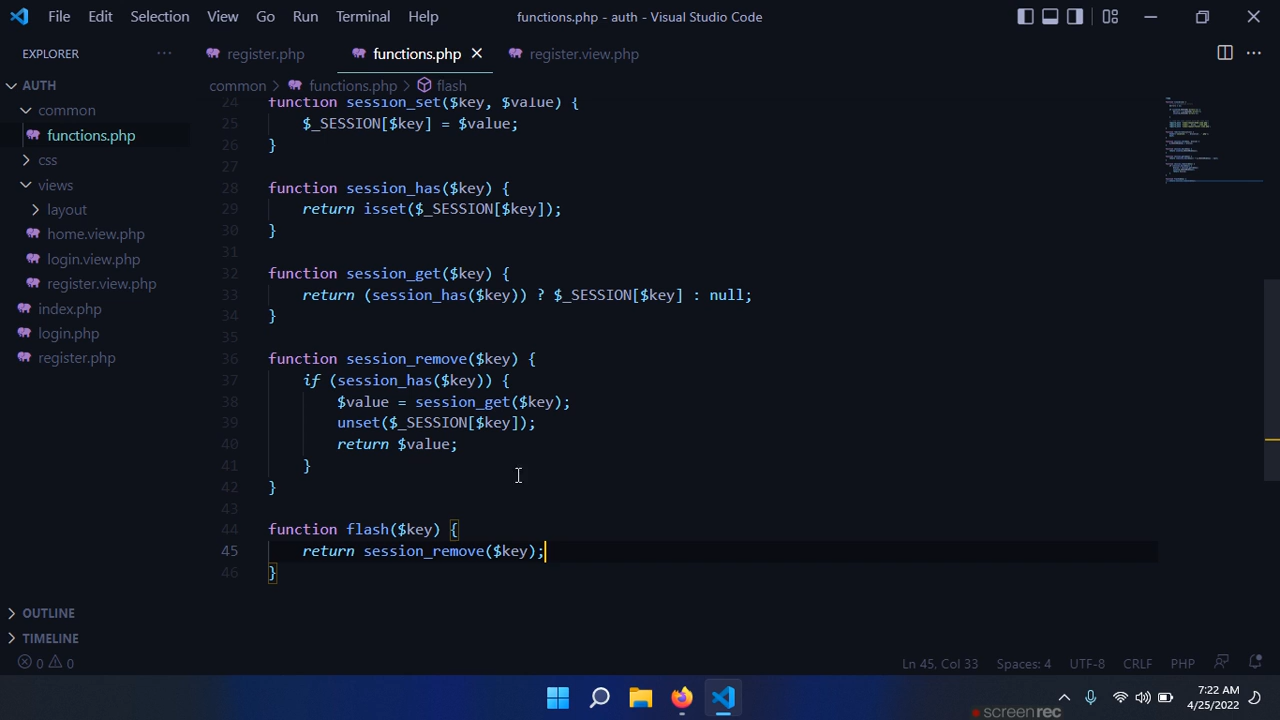 File Edit Selection View Go Run Terminal Help functions.php - auth - Visual Studio Code
EXPLORER ··· register.php functions.php register.view.php
AUTH common > functions.php > flash
common
functions.php
css
views
layout
home.view.php
login.view.php
register.view.php
index.php
login.php
register.php
24 function session_set($key, $value) {
25 $_SESSION[$key] = $value;
26 }
27
28 function session_has($key) {
29 return isset($_SESSION[$key]);
30 }
31
32 function session_get($key) {
33 return (session_has($key)) ? $_SESSION[$key] : null;
34 }
35
36 function session_remove($key) {
37 if (session_has($key)) {
38 $value = session_get($key);
39 unset($_SESSION[$key]);
40 return $value;
41 }
42 }
43
44 function flash($key) {
45 return session_remove($key);
46 }
OUTLINE
TIMELINE
0 0 Ln 45, Col 33 Spaces: 4 UTF-8 CRLF PHP
7:22 AM
4/25/2022
screenrec